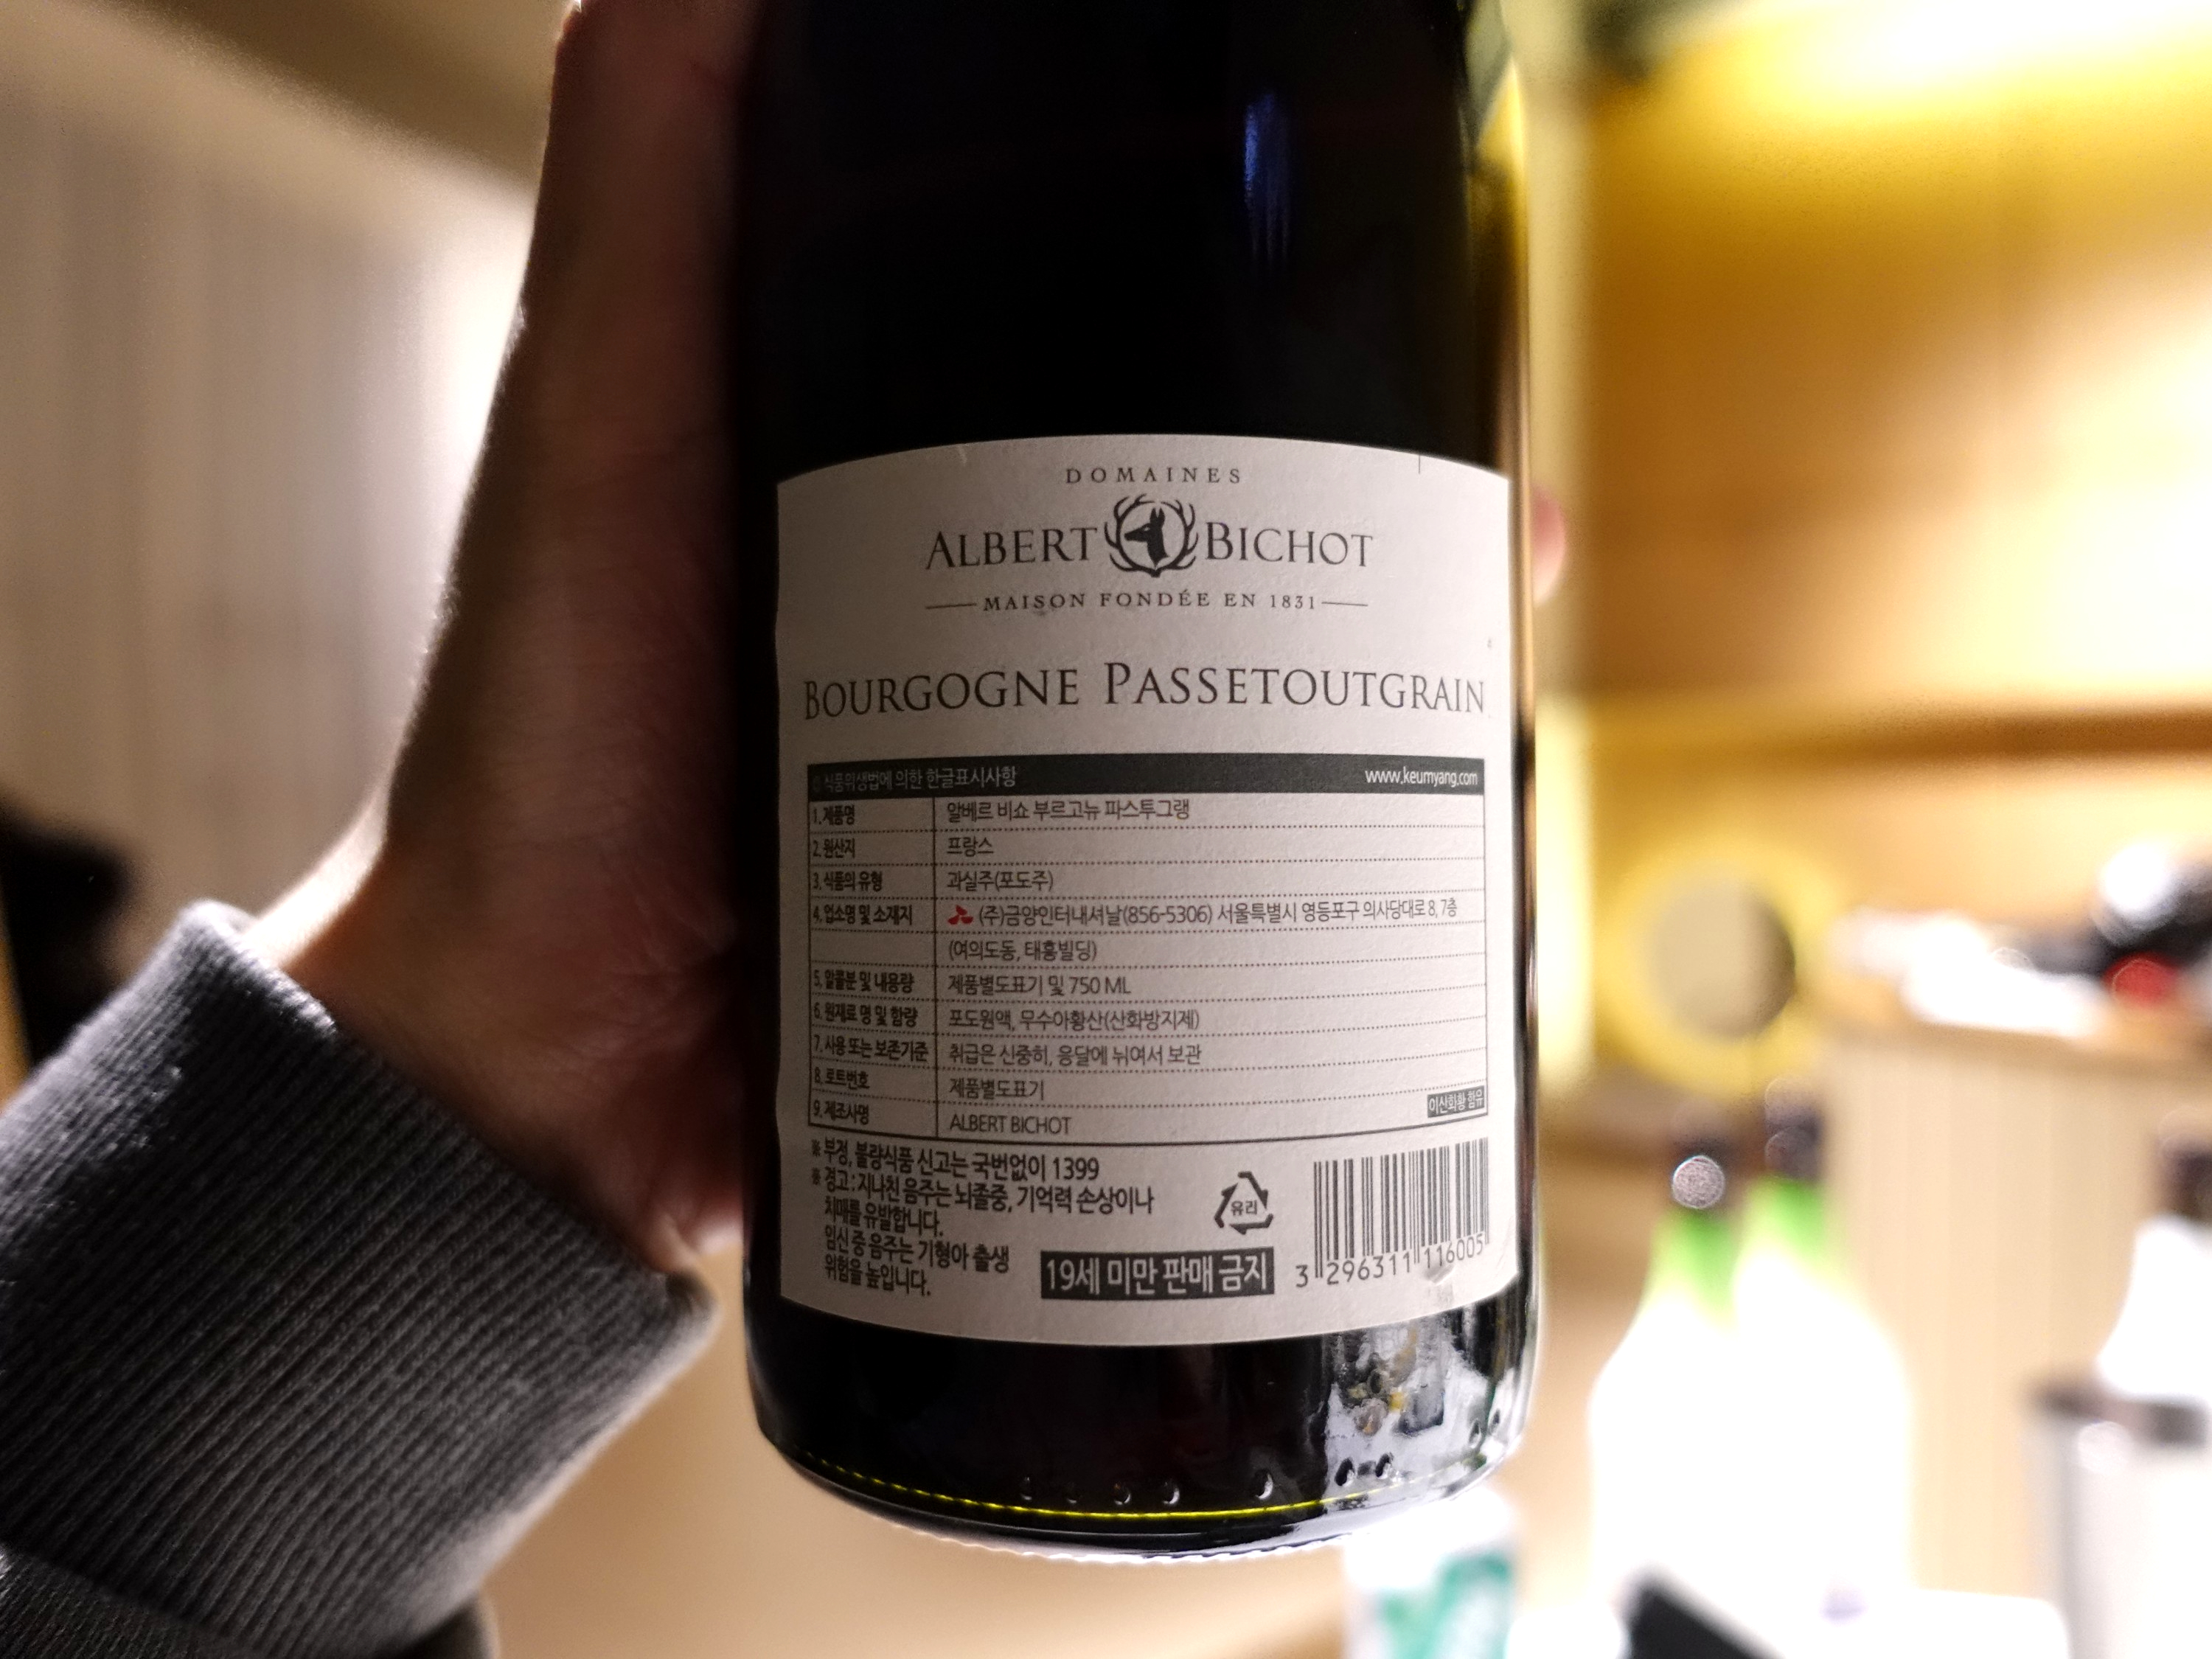 DOMAINES
ALBERT BICHOT
MAISON FONDÉE EN 1831
BOURGOGNE PASSETOUTGRAIN
식품위생법에 의한 한글표시사항 www.keumyang.com
1. 제품명 알베르 비쇼 부르고뉴 파스투그랭
2. 원산지 프랑스
3. 식품의 유형 과실주(포도주)
4. 업소명 및 소재지 (주)금양인터내셔날(856-5306) 서울특별시 영등포구 의사당대로 8, 7층
(여의도동, 태흥빌딩)
5. 알콜분 및 내용량 제품별도표기 및 750 ML
6. 원재료 명 및 함량 포도원액, 무수아황산(산화방지제)
7. 사용 또는 보존기준 취급은 신중히, 응달에 뉘여서 보관
8. 로트번호 제품별도표기
9. 제조사명 ALBERT BICHOT
이산화황 함유
※ 부정, 불량식품 신고는 국번없이 1399
※ 경고 : 지나친 음주는 뇌졸중, 기억력 손상이나
치매를 유발합니다.
임신 중 음주는 기형아 출생
위험을 높입니다.
유리
19세 미만 판매 금지
3 296311 116005